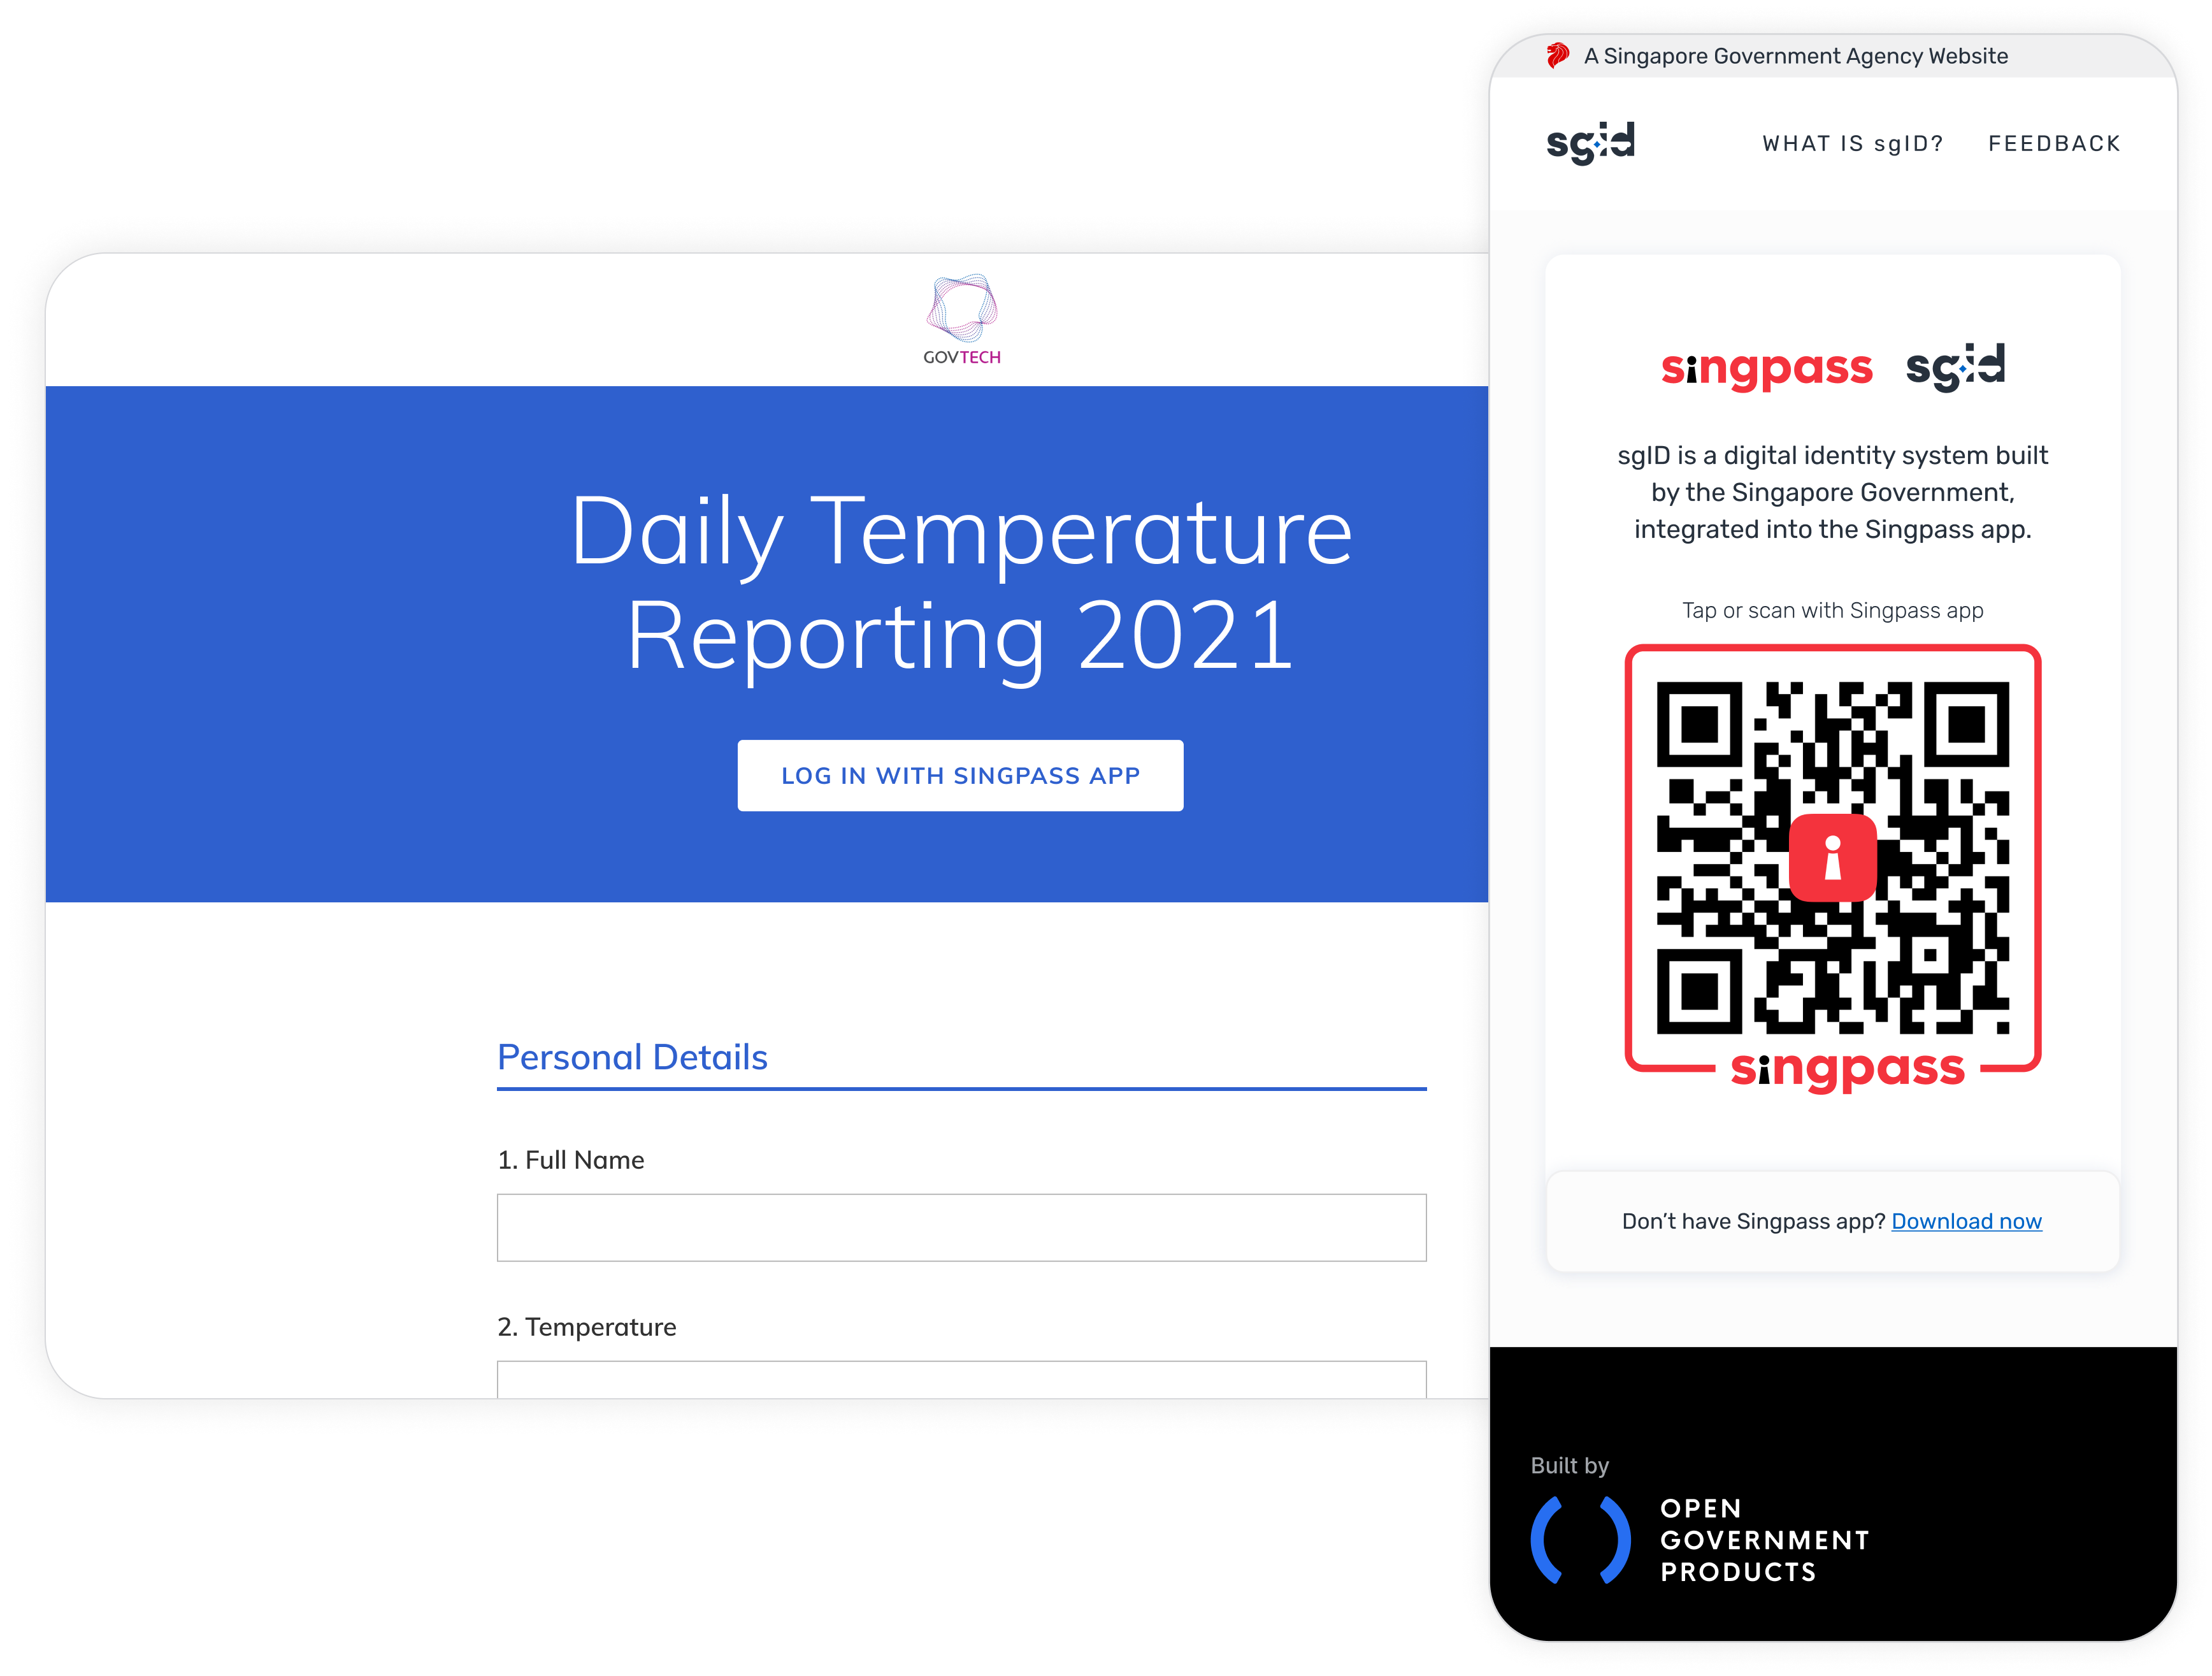 GOVTECH
Daily Temperature
Reporting 2021
LOG IN WITH SINGPASS APP
Personal Details
1. Full Name
2. Temperature
A Singapore Government Agency Website
sgid
WHAT IS sgID?
FEEDBACK
singpass
sgid
sgID is a digital identity system built
by the Singapore Government,
integrated into the Singpass app.
Tap or scan with Singpass app
singpass
Don’t have Singpass app? Download now
Built by
OPEN
GOVERNMENT
PRODUCTS